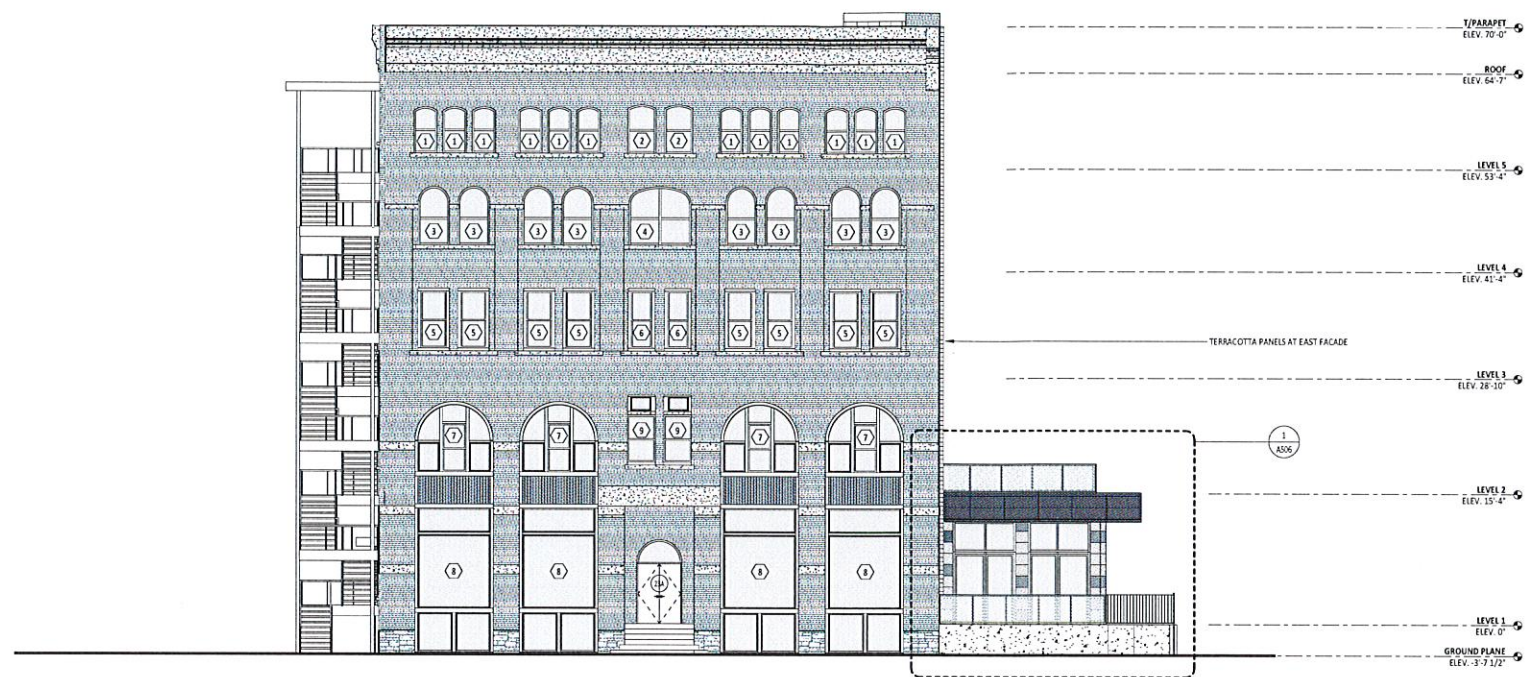 T/PARAPET
ELEV. 70'-0"
ROOF
ELEV. 64'-7"
1 1 1 1 1 1 2 2 1 1 1 1 1 1
LEVEL 5
ELEV. 53'-4"
3 3 3 3 4 3 3 3 3
LEVEL 4
ELEV. 41'-4"
5 5 5 5 6 6 5 5 5 5
TERRACOTTA PANELS AT EAST FACADE
LEVEL 3
ELEV. 28'-10"
7 7 9 9 7 7
1
A506
LEVEL 2
ELEV. 15'-4"
8 8 8 8
LEVEL 1
ELEV. 0"
GROUND PLANE
ELEV. -3'-7 1/2"